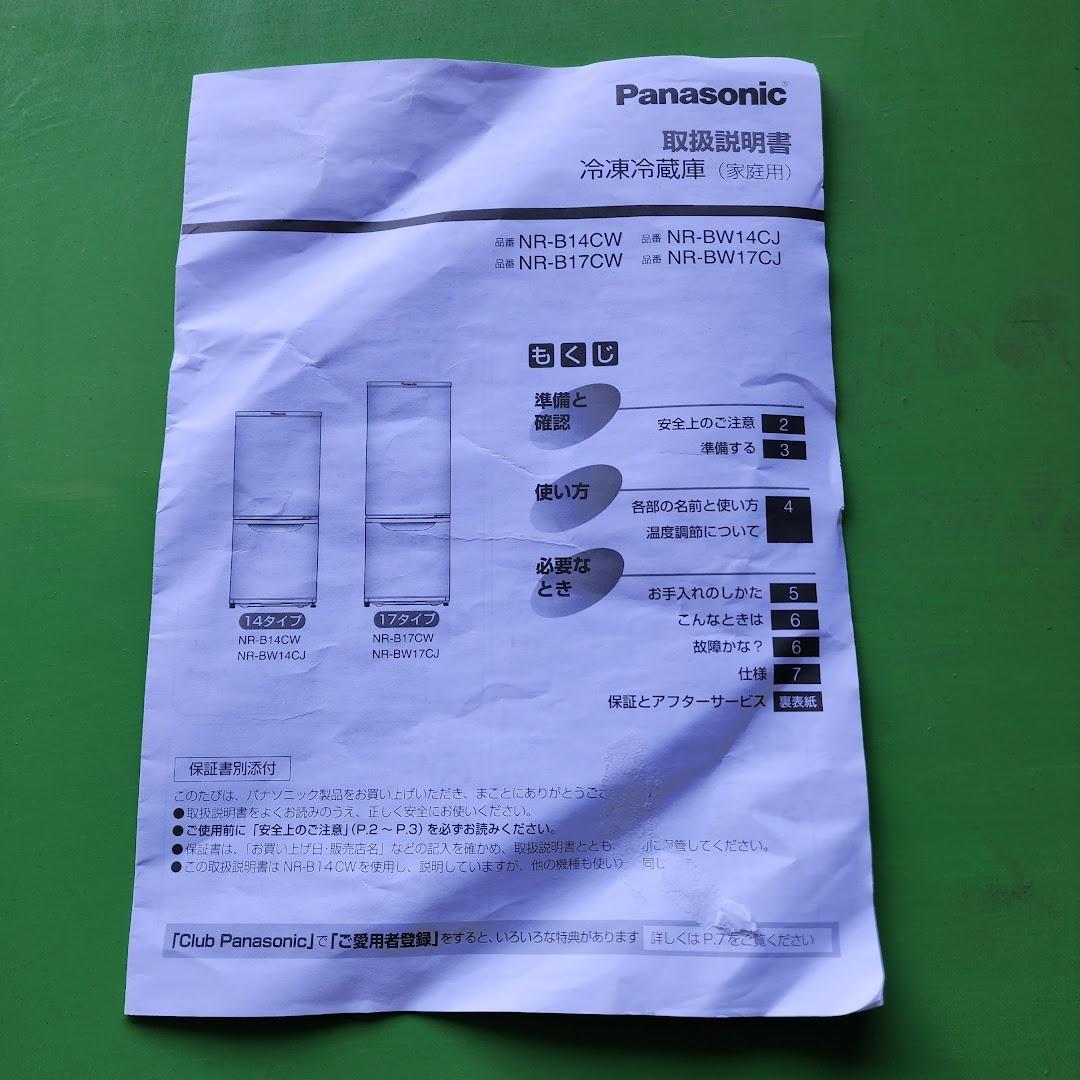 Panasonic
取扱説明書
冷凍冷蔵庫（家庭用）
品番 NR-B14CW 品番 NR-BW14CJ
品番 NR-B17CW 品番 NR-BW17CJ
もくじ
準備と
確認
安全上のご注意 2
準備する 3
使い方
各部の名前と使い方 4
温度調節について
必要な
とき
お手入れのしかた 5
こんなときは 6
故障かな？ 6
仕様 7
保証とアフターサービス 裏表紙
Panasonic
Panasonic
14タイプ
NR-B14CW
NR-BW14CJ
17タイプ
NR-B17CW
NR-BW17CJ
保証書別添付
このたびは、パナソニック製品をお買い上げいただき、まことにありがとうご
●取扱説明書をよくお読みのうえ、正しく安全にお使いください。
●ご使用前に「安全上のご注意」（P.2～P.3）を必ずお読みください。
●保証書は、「お買い上げ日・販売店名」などの記入を確かめ、取扱説明書ととも に保管してください。
●この取扱説明書はNR-B14CWを使用し、説明していますが、他の機種も使い 同じ
「Club Panasonic」で「ご愛用者登録」をすると、いろいろな特典があります 詳しくはP.7をご覧ください